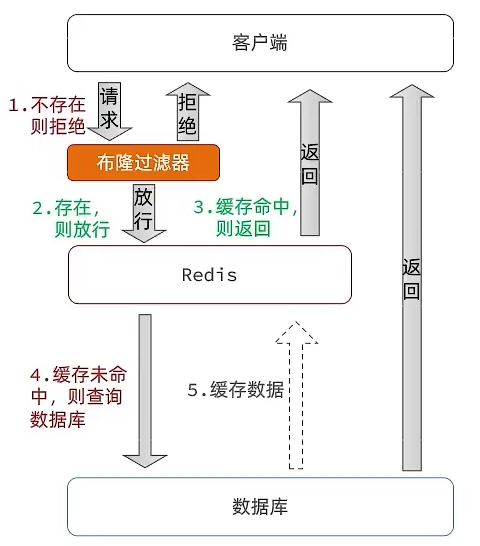 客户端
1.不存在
则拒绝
请求
拒绝
布隆过滤器
2.存在，
则放行
放行
3.缓存命中，
则返回
返回
Redis
返回
4.缓存未命
中，则查询
数据库
5.缓存数据
数据库